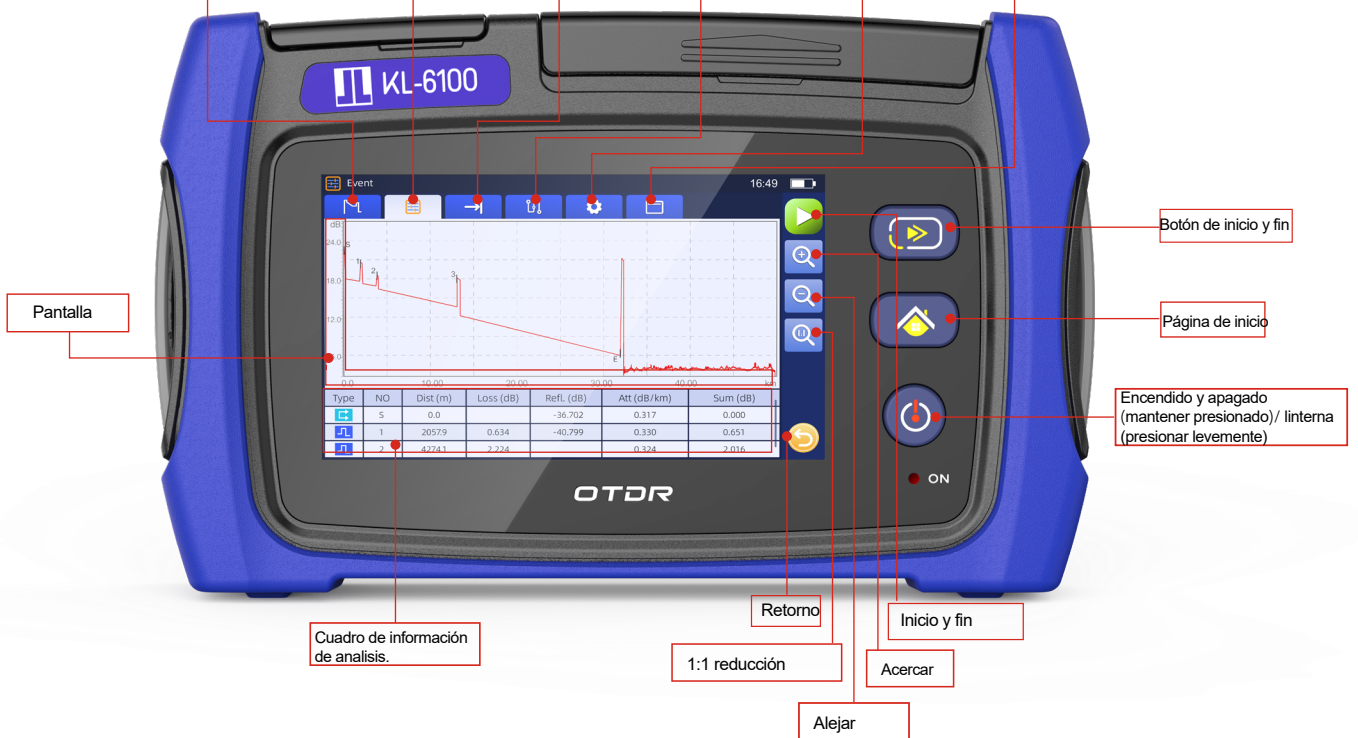 KL-6100
Event
16:49
dB
24.0
18.0
12.0
0.0 10.00 20.00 30.00 40.00 km
S
1
2
3
E
Type NO Dist (m) Loss (dB) Refl. (dB) Att (dB/km) Sum (dB)
S 0.0 -36.702 0.317 0.000
1 2057.9 0.634 -40.799 0.330 0.651
2 4274.1 2.224 0.324 2.016
OTDR
ON
Pantalla
Botón de inicio y fin
Página de inicio
Encendido y apagado
(mantener presionado)/ linterna
(presionar levemente)
Retorno
Inicio y fin
Cuadro de información
de analisis.
1:1 reducción
Acercar
Alejar